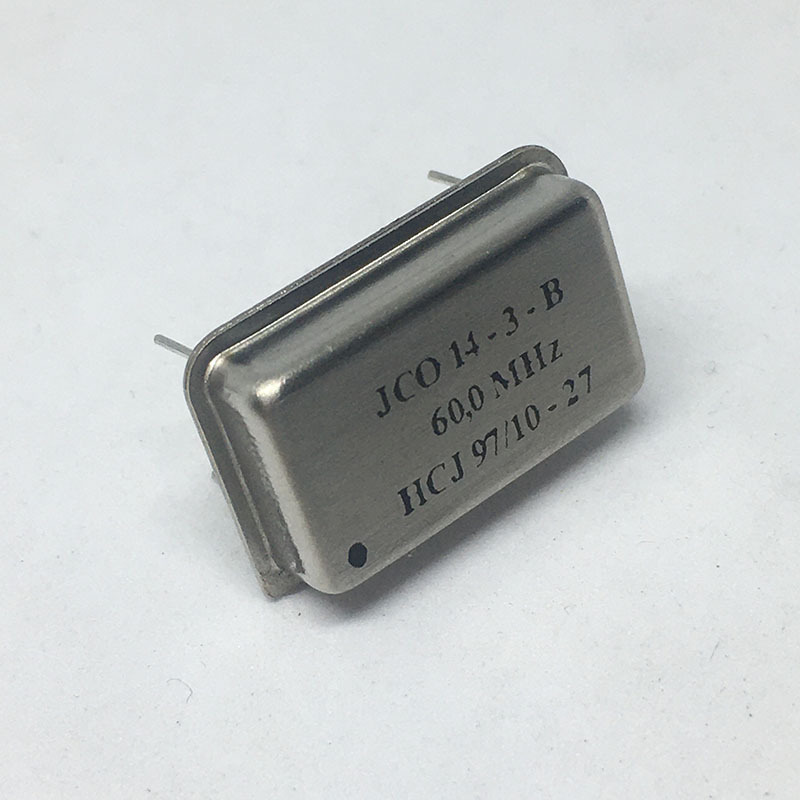 JCO 14-3-B
60,0 MHz
HCJ 97/10-27